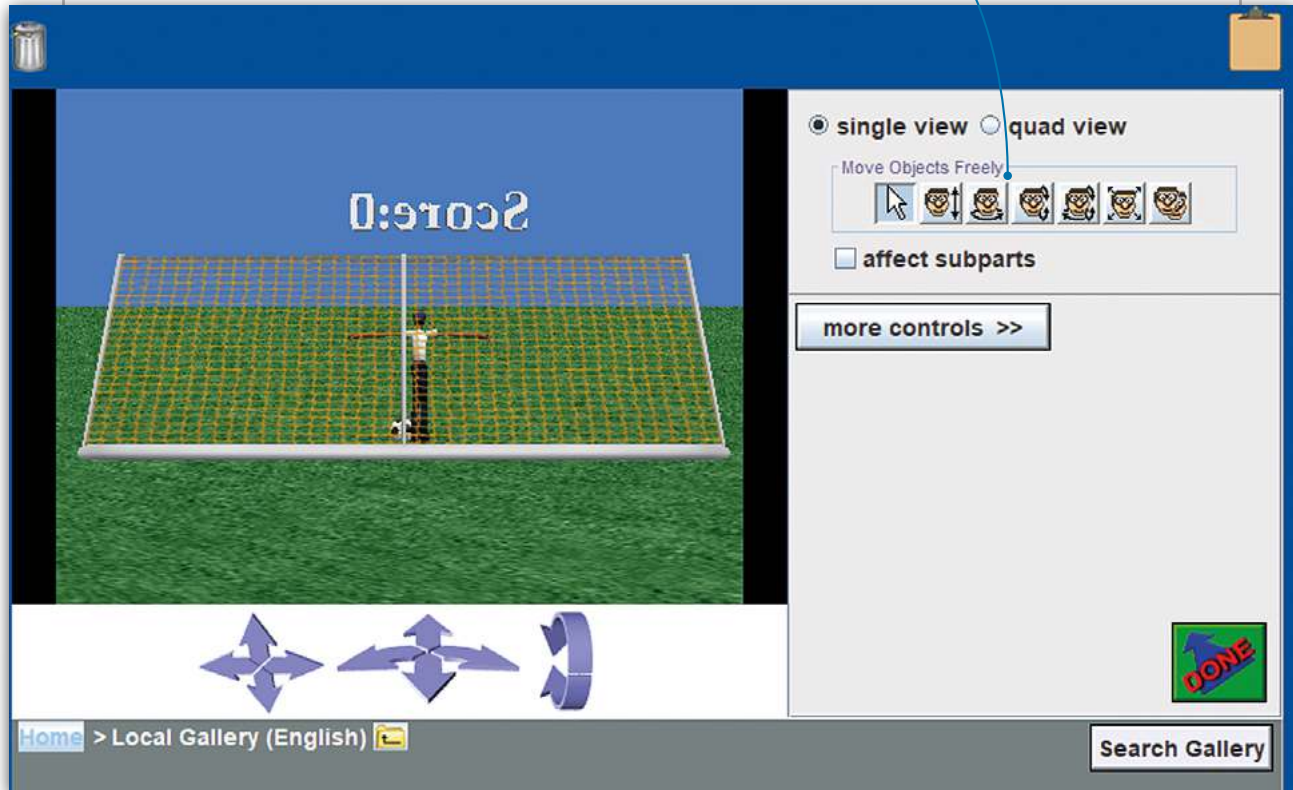 single view quad view
Move Objects Freely
Score:0
affect subparts
more controls >>
DONE
Home > Local Gallery (English)
Search Gallery